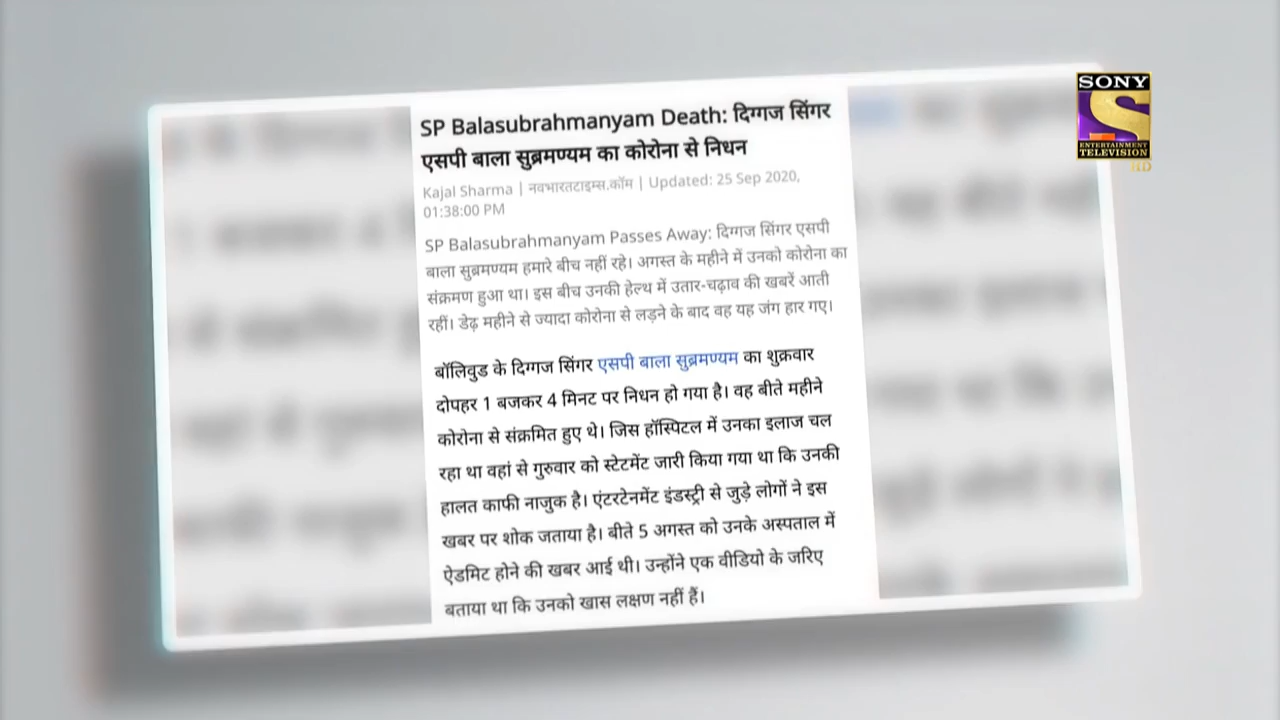 SONY
ENTERTAINMENT
TELEVISION
HD
SP Balasubrahmanyam Death: दिग्गज सिंगर
एसपी बाला सुब्रमण्यम का कोरोना से निधन
Kajal Sharma | नवभारतटाइम्स.कॉम | Updated: 25 Sep 2020,
01:38:00 PM
SP Balasubrahmanyam Passes Away: दिग्गज सिंगर एसपी
बाला सुब्रमण्यम हमारे बीच नहीं रहे। अगस्त के महीने में उनको कोरोना का
संक्रमण हुआ था। इस बीच उनकी हेल्थ में उतार-चढ़ाव की खबरें आती
रहीं। डेढ़ महीने से ज्यादा कोरोना से लड़ने के बाद वह यह जंग हार गए।
बॉलिवुड के दिग्गज सिंगर एसपी बाला सुब्रमण्यम का शुक्रवार
दोपहर 1 बजकर 4 मिनट पर निधन हो गया है। वह बीते महीने
कोरोना से संक्रमित हुए थे। जिस हॉस्पिटल में उनका इलाज चल
रहा था वहां से गुरुवार को स्टेटमेंट जारी किया गया था कि उनकी
हालत काफी नाजुक है। एंटरटेनमेंट इंडस्ट्री से जुड़े लोगों ने इस
खबर पर शोक जताया है। बीते 5 अगस्त को उनके अस्पताल में
ऐडमिट होने की खबर आई थी। उन्होंने एक वीडियो के जरिए
बताया था कि उनको खास लक्षण नहीं हैं।